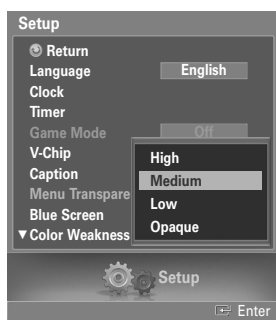 Setup
Return
Language English
Clock
Timer
Game Mode Off
V-Chip
Caption
Menu Transpare
Blue Screen
▼ Color Weakness
High
Medium
Low
Opaque
Setup
Enter